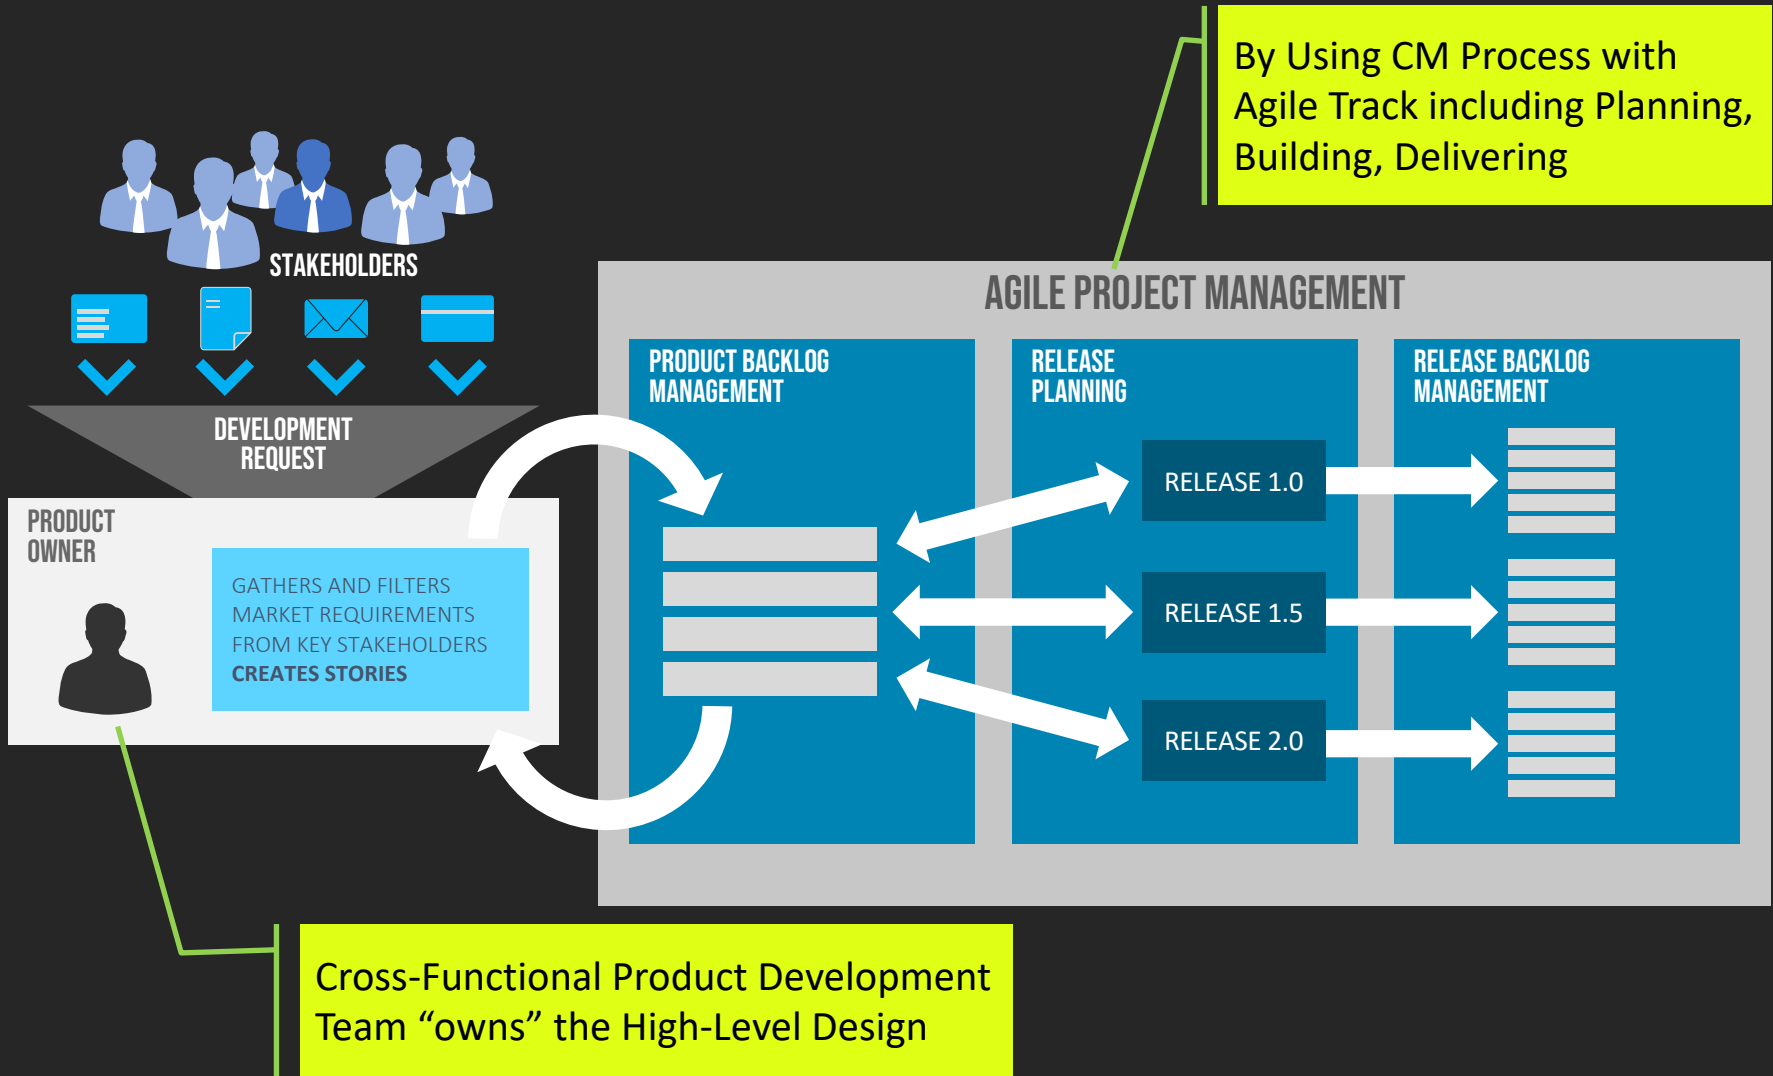 By Using CM Process with
Agile Track including Planning,
Building, Delivering
STAKEHOLDERS
DEVELOPMENT
REQUEST
PRODUCT
OWNER
GATHERS AND FILTERS
MARKET REQUIREMENTS
FROM KEY STAKEHOLDERS
CREATES STORIES
AGILE PROJECT MANAGEMENT
PRODUCT BACKLOG
MANAGEMENT
RELEASE
PLANNING
RELEASE 1.0
RELEASE 1.5
RELEASE 2.0
RELEASE BACKLOG
MANAGEMENT
Cross-Functional Product Development
Team “owns” the High-Level Design